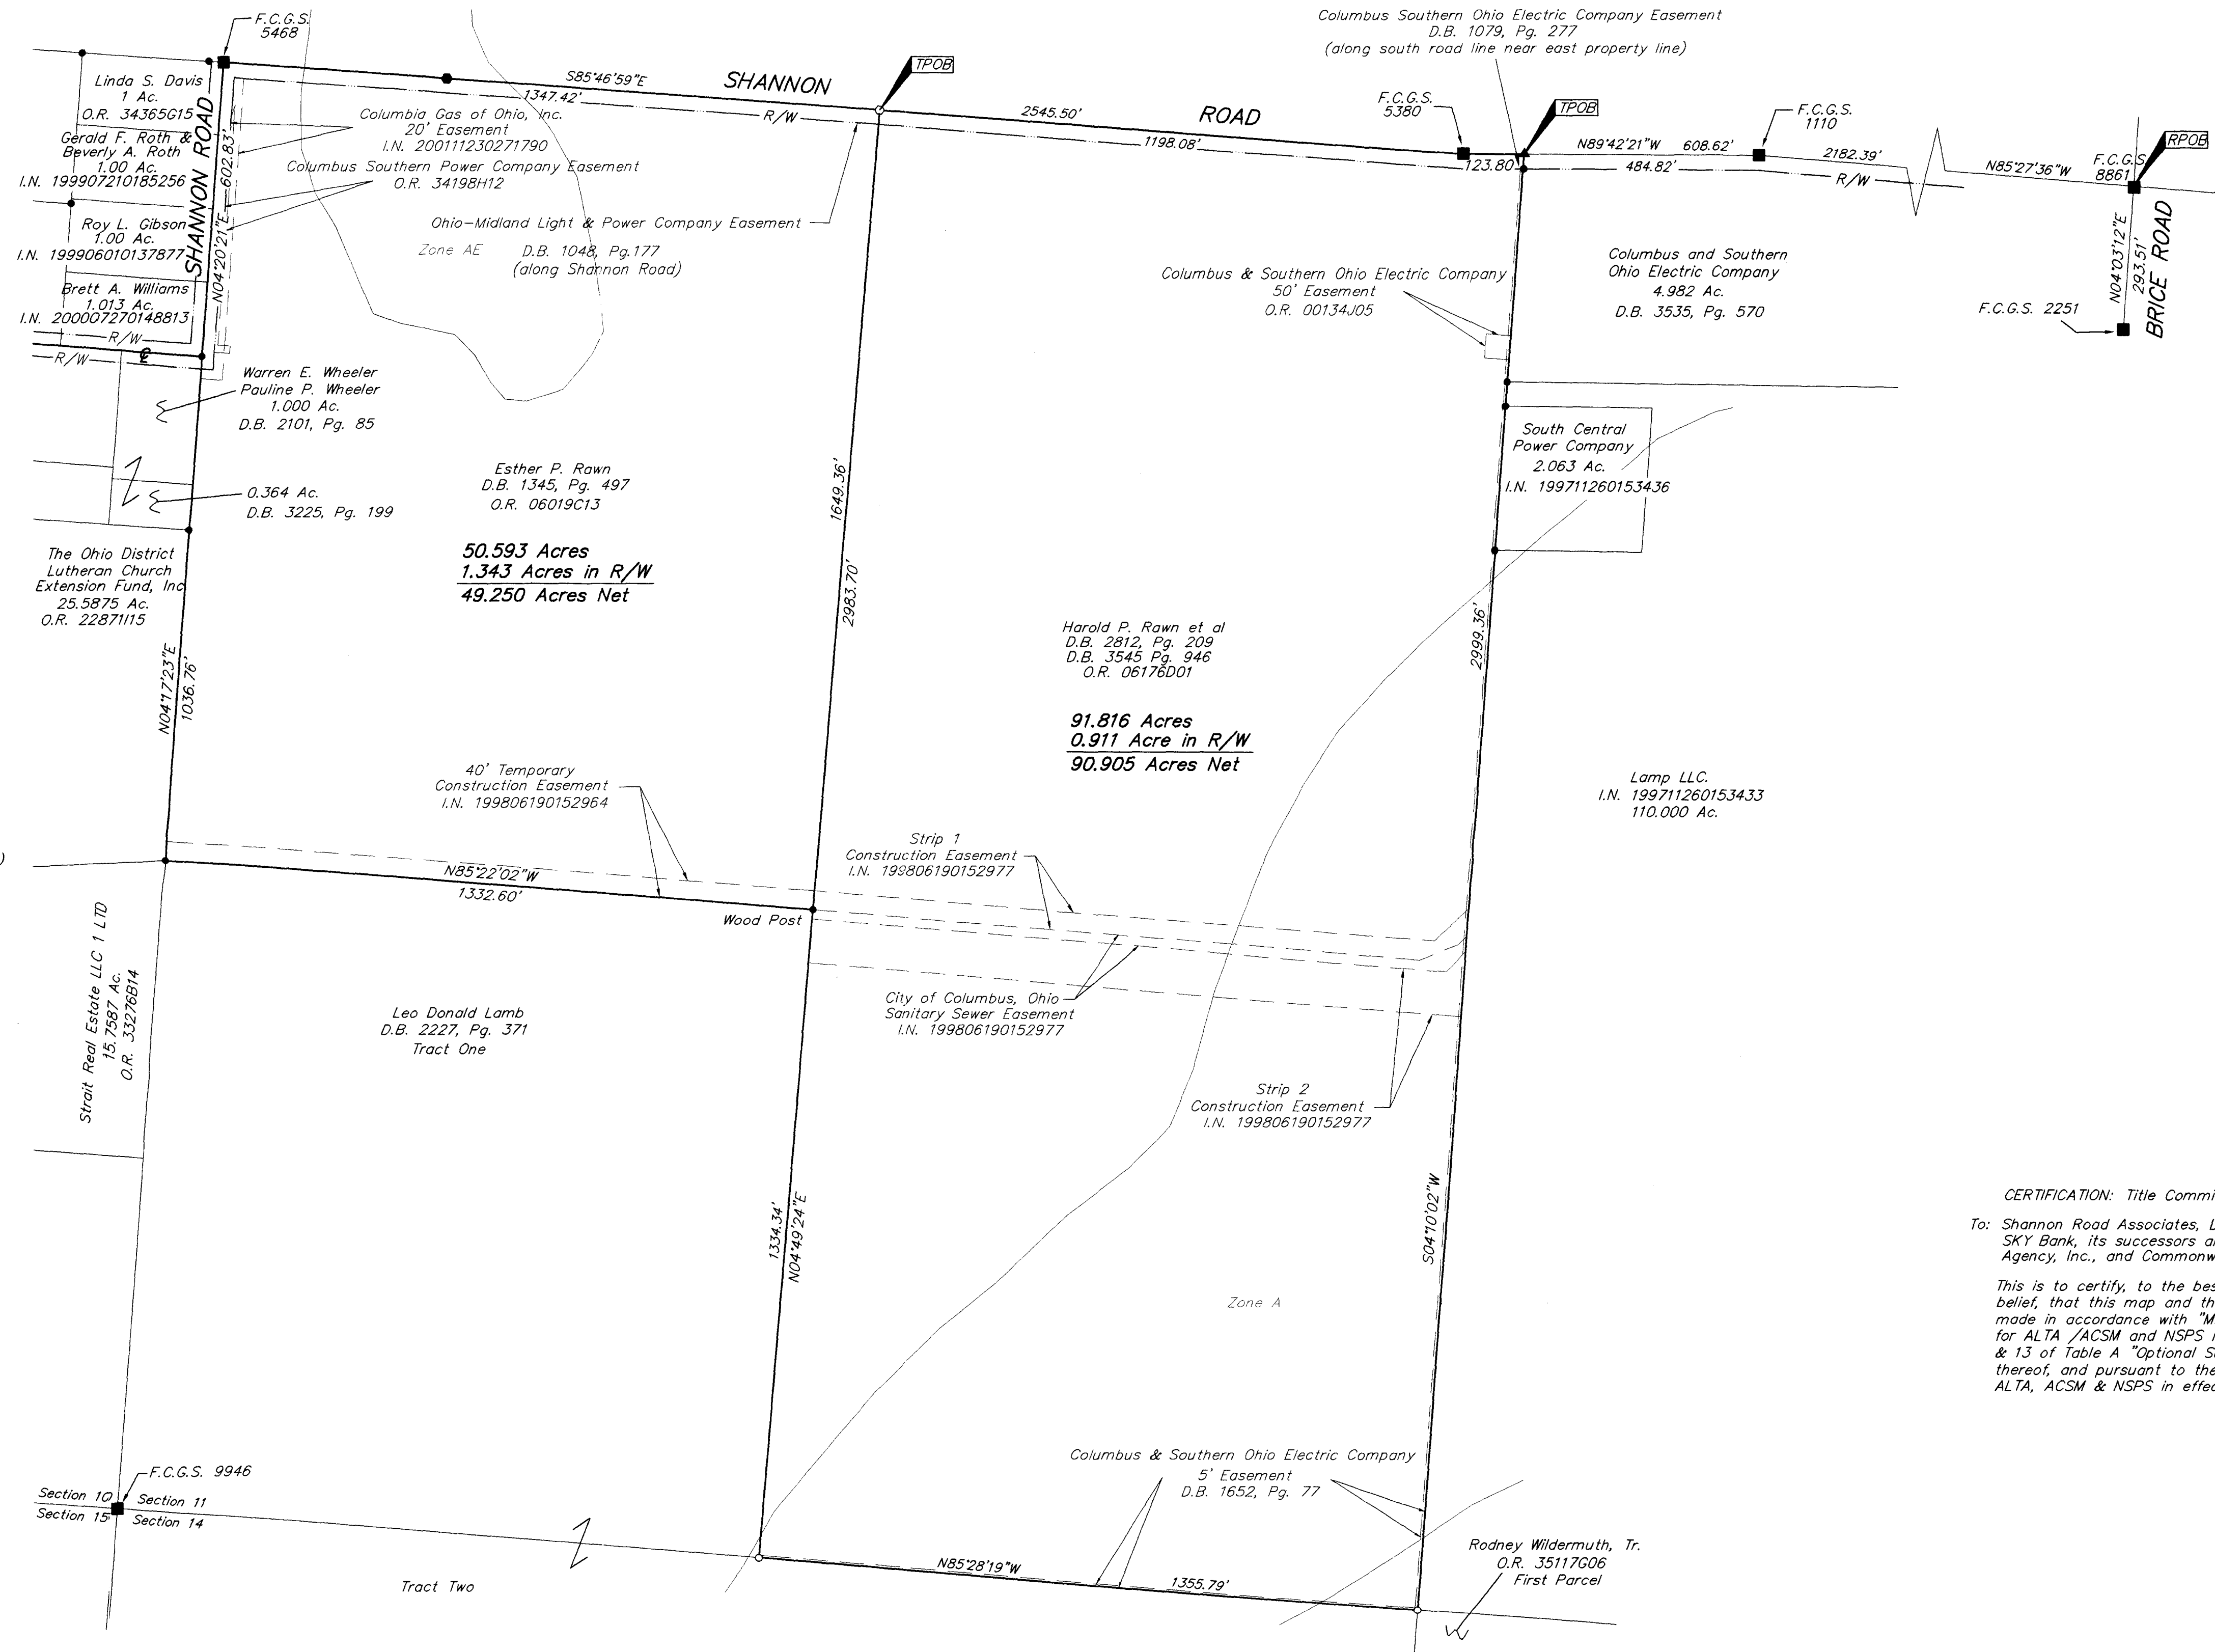 F.C.G.S.
5468
Columbus Southern Ohio Electric Company Easement
D.B. 1079, Pg. 277
(along south road line near east property line)
Linda S. Davis
1 Ac.
O.R. 34365G15
Gerald F. Roth &
Beverly A. Roth
1.00 Ac.
I.N. 199907210185256
Roy L. Gibson
1.00 Ac.
I.N. 199906010137877
Brett A. Williams
1.013 Ac.
I.N. 200007270148813
R/W
R/W
SHANNON ROAD
602.83'
N04°20'21"E
S85°46'59"E
1347.42'
SHANNON
R/W
TPOB
2545.50'
ROAD
1198.08'
F.C.G.S.
5380
123.80'
TPOB
N89°42'21"W 608.62'
484.82'
F.C.G.S.
1110
2182.39'
R/W
N85°27'36"W
F.C.G.S.
8861
RPOB
N04°03'12"E
293.51'
BRICE ROAD
F.C.G.S. 2251
Columbia Gas of Ohio, Inc.
20' Easement
I.N. 200111230271790
Columbus Southern Power Company Easement
O.R. 34198H12
Ohio-Midland Light & Power Company Easement
D.B. 1048, Pg.177
(along Shannon Road)
Zone AE
Columbus & Southern Ohio Electric Company
50' Easement
O.R. 00134J05
Columbus and Southern
Ohio Electric Company
4.982 Ac.
D.B. 3535, Pg. 570
Warren E. Wheeler
Pauline P. Wheeler
1.000 Ac.
D.B. 2101, Pg. 85
0.364 Ac.
D.B. 3225, Pg. 199
South Central
Power Company
2.063 Ac.
I.N. 199711260153436
Esther P. Rawn
D.B. 1345, Pg. 497
O.R. 06019C13
50.593 Acres
1.343 Acres in R/W
49.250 Acres Net
1649.36'
2983.70'
The Ohio District
Lutheran Church
Extension Fund, Inc
25.5875 Ac.
O.R. 22871I15
N04°17'23"E
1036.76'
Harold P. Rawn et al
D.B. 2812, Pg. 209
D.B. 3545 Pg. 946
O.R. 06176D01
91.816 Acres
0.911 Acre in R/W
90.905 Acres Net
2999.36'
Lamp LLC.
I.N. 199711260153433
110.000 Ac.
40' Temporary
Construction Easement
I.N. 199806190152964
)
N85°22'02"W
1332.60'
Wood Post
Strip 1
Construction Easement
I.N. 199806190152977
City of Columbus, Ohio
Sanitary Sewer Easement
I.N. 199806190152977
Strip 2
Construction Easement
I.N. 199806190152977
Strait Real Estate LLC 1 LTD
15.7587 Ac.
O.R. 33276B14
Leo Donald Lamb
D.B. 2227, Pg. 371
Tract One
1334.34'
N04°49'24"E
S04°10'02"W
Zone A
CERTIFICATION: Title Commi
To: Shannon Road Associates, L
SKY Bank, its successors a
Agency, Inc., and Commonw
This is to certify, to the bes
belief, that this map and th
made in accordance with "M
for ALTA /ACSM and NSPS
& 13 of Table A "Optional S
thereof, and pursuant to the
ALTA, ACSM & NSPS in effec
Columbus & Southern Ohio Electric Company
5' Easement
D.B. 1652, Pg. 77
F.C.G.S. 9946
Section 10
Section 11
Section 15
Section 14
N85°28'19"W
1355.79'
Rodney Wildermuth, Tr.
O.R. 35117G06
First Parcel
Tract Two